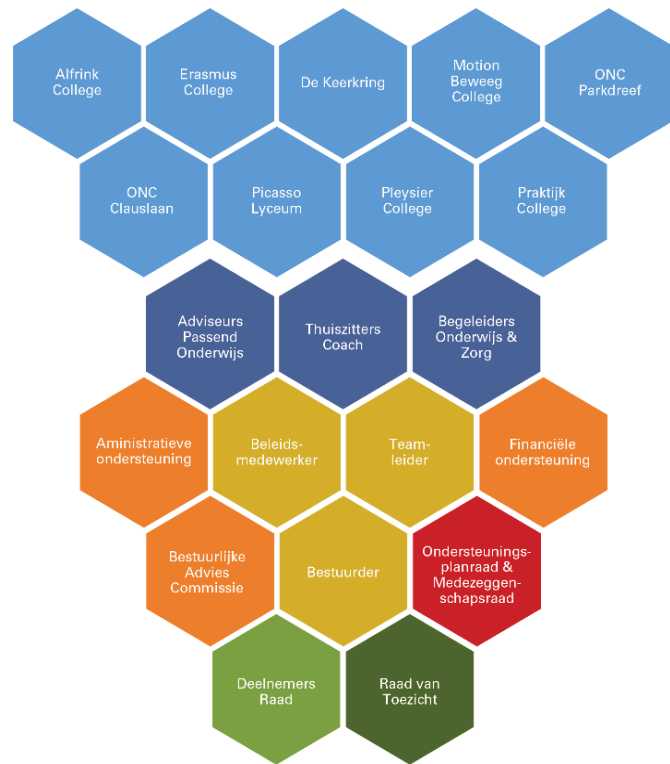 Alfrink
College
Erasmus
College
De Keerkring
Motion
Beweeg
College
ONC
Parkdreef
ONC
Clauslaan
Picasso
Lyceum
Pleysier
College
Praktijk
College
Adviseurs
Passend
Onderwijs
Thuiszitters
Coach
Begeleiders
Onderwijs &
Zorg
Aministratieve
ondersteuning
Beleids-
medewerker
Team-
leider
Financiële
ondersteuning
Bestuurlijke
Advies
Commissie
Bestuurder
Ondersteunings-
planraad &
Medezeggen-
schapsraad
Deelnemers
Raad
Raad van
Toezicht